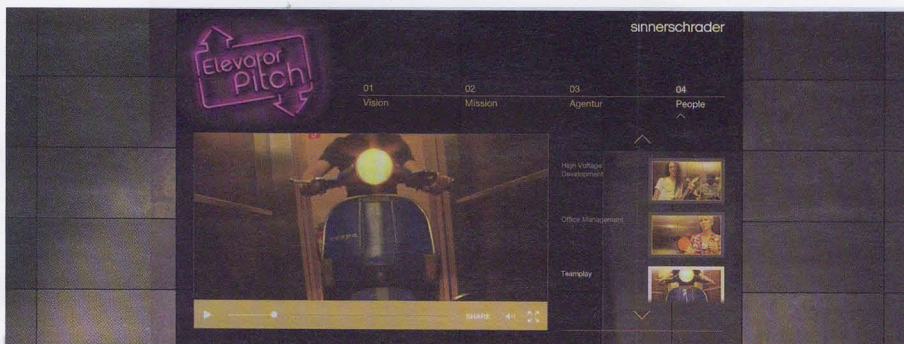 sinnerschrader
Elevator
Pitch
01
Vision
02
Mission
03
Agentur
04
People
High Voltage
Development
Office Management
Teamplay
SHARE